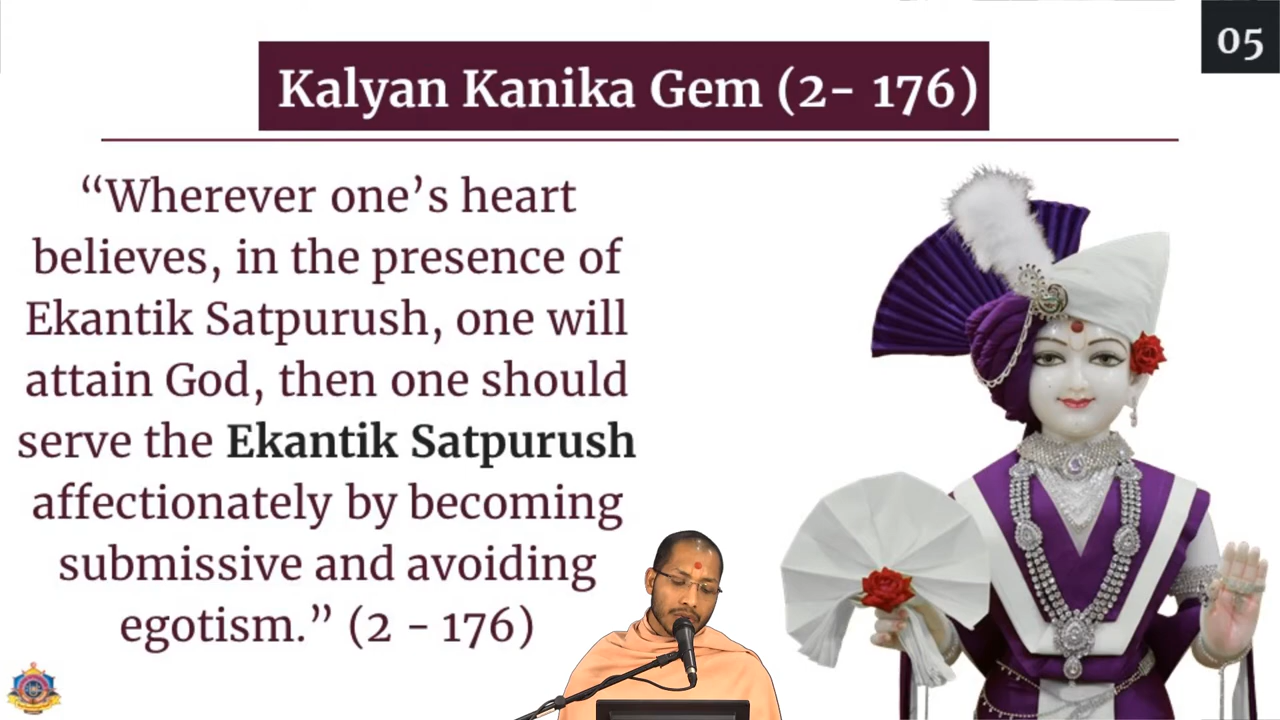 05
Kalyan Kanika Gem (2- 176)
“Wherever one’s heart
believes, in the presence of
Ekantik Satpurush, one will
attain God, then one should
serve the Ekantik Satpurush
affectionately by becoming
submissive and avoiding
egotism.” (2 - 176)